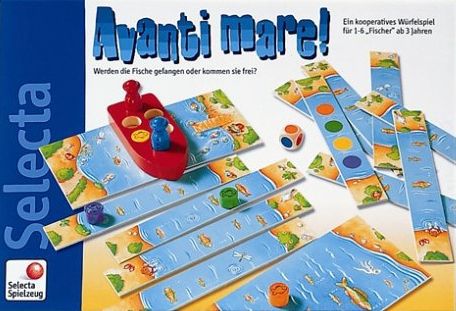 Avanti mare!
Ein kooperatives Würfelspiel
für 1-6 „Fischer" ab 3 Jahren
Werden die Fische gefangen oder kommen sie frei?
Selecta
Selecta
Spielzeug